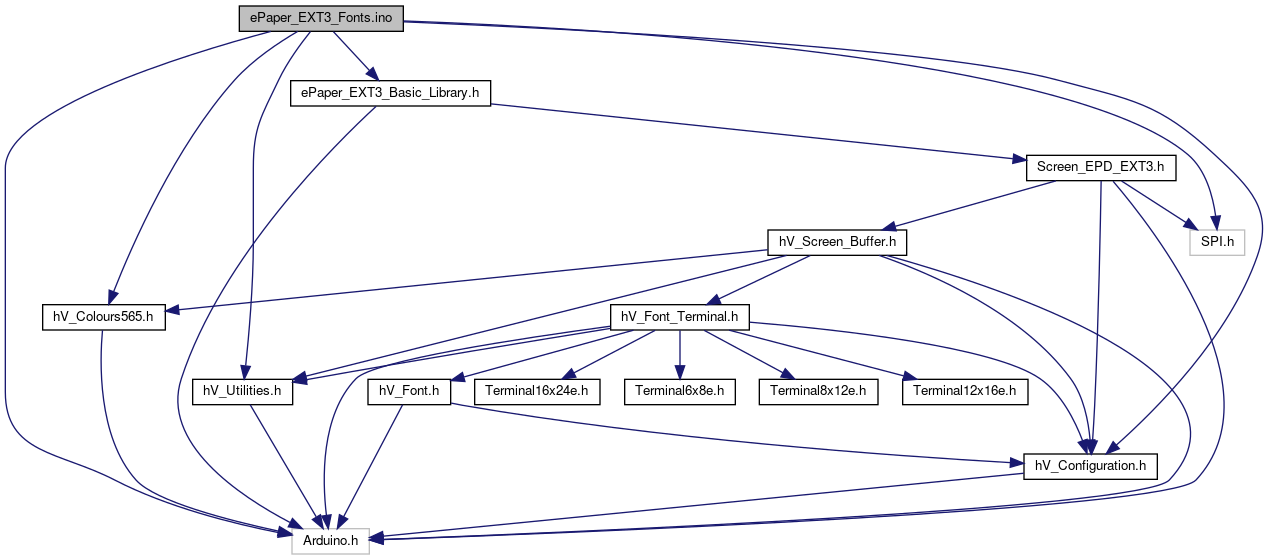 ePaper_EXT3_Fonts.ino
ePaper_EXT3_Basic_Library.h
Screen_EPD_EXT3.h
hV_Screen_Buffer.h
SPI.h
hV_Colours565.h
hV_Font_Terminal.h
hV_Utilities.h
hV_Font.h
Terminal16x24e.h
Terminal6x8e.h
Terminal8x12e.h
Terminal12x16e.h
hV_Configuration.h
Arduino.h